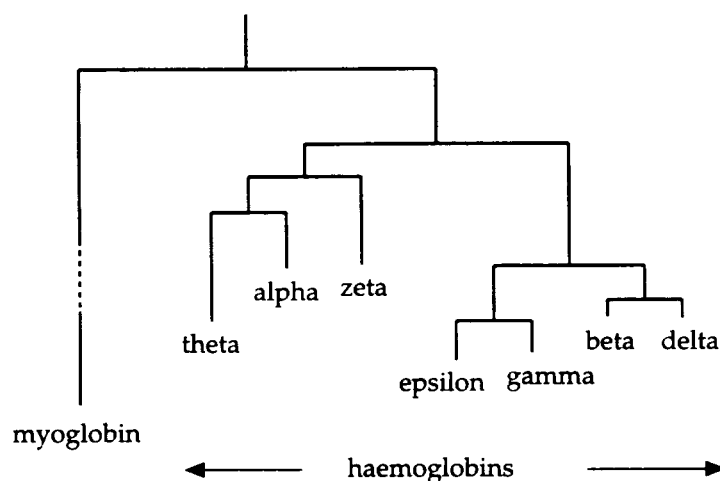 alpha
zeta
theta
beta
delta
epsilon
gamma
myoglobin
haemoglobins